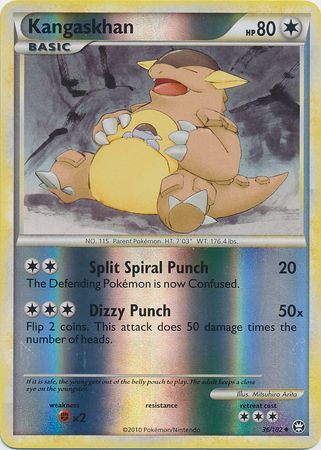 Kangaskhan HP 80
BASIC
NO. 115 Parent Pokémon HT: 7'03" WT: 176.4 lbs.
Split Spiral Punch 20
The Defending Pokémon is now Confused.
Dizzy Punch 50x
Flip 2 coins. This attack does 50 damage times the
number of heads.
If it is safe, the young gets out of the belly pouch to play. The adult keeps a close
eye on the youngster.
Illus. Mitsuhiro Arita
weakness resistance retreat cost
×2
©2010 Pokémon/Nintendo 36/102